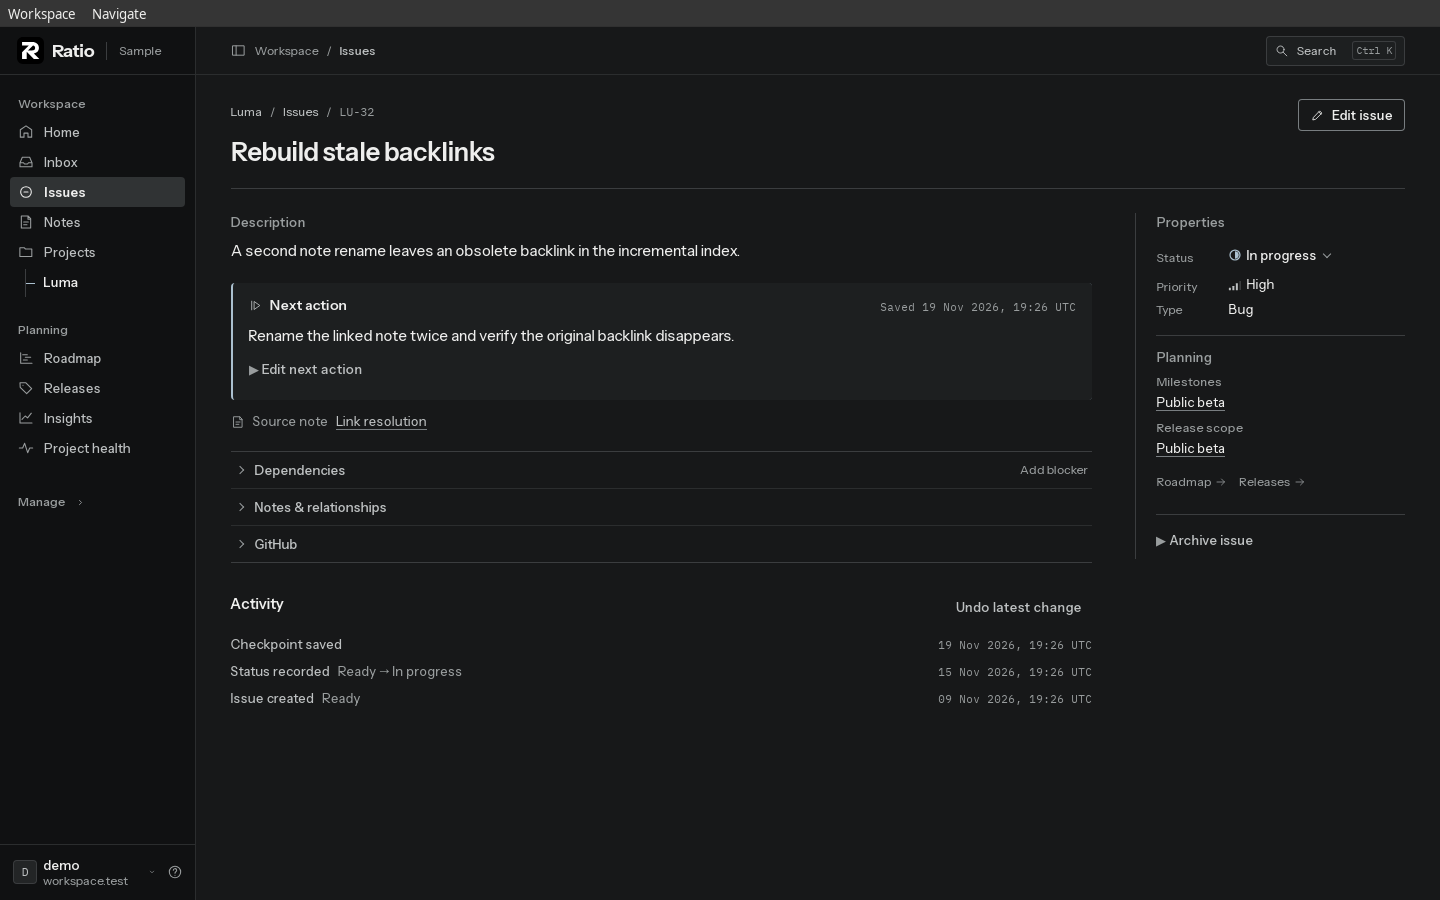 Workspace Navigate
Ratio Sample
Workspace / Issues
Search Ctrl K
Workspace
Home
Inbox
Issues
Notes
Projects
Luma
Planning
Roadmap
Releases
Insights
Project health
Manage
D
demo
workspace.test
Luma / Issues / LU-32
Edit issue
Rebuild stale backlinks
Description
A second note rename leaves an obsolete backlink in the incremental index.
Next action
Saved 19 Nov 2026, 19:26 UTC
Rename the linked note twice and verify the original backlink disappears.
Edit next action
Source note Link resolution
Dependencies Add blocker
Notes & relationships
GitHub
Activity Undo latest change
Checkpoint saved 19 Nov 2026, 19:26 UTC
Status recorded Ready → In progress 15 Nov 2026, 19:26 UTC
Issue created Ready 09 Nov 2026, 19:26 UTC
Properties
Status In progress
Priority High
Type Bug
Planning
Milestones
Public beta
Release scope
Public beta
Roadmap → Releases →
Archive issue